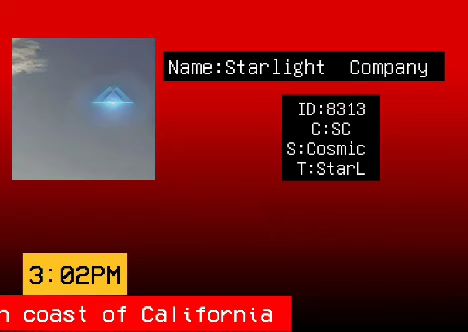 Name:Starlight Company
ID:8313
C:SC
S:Cosmic
T:StarL
3:02PM
coast of California